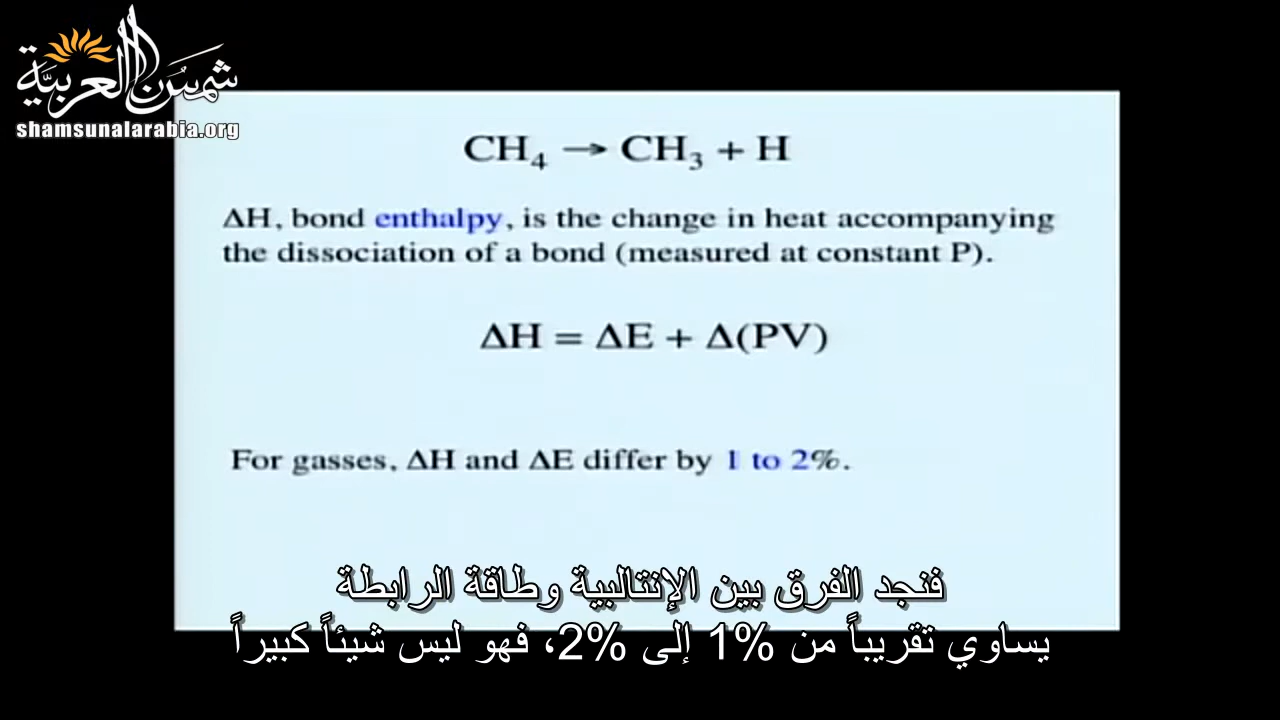 شمس العربية
shamsunalarabia.org
CH₄ → CH₃ + H
ΔH, bond enthalpy, is the change in heat accompanying
the dissociation of a bond (measured at constant P).
ΔH = ΔE + Δ(PV)
For gasses, ΔH and ΔE differ by 1 to 2%.
فنجد الفرق بين الإنتالبية وطاقة الرابطة
يساوي تقريباً من 1% إلى 2%، فهو ليس شيئاً كبيراً